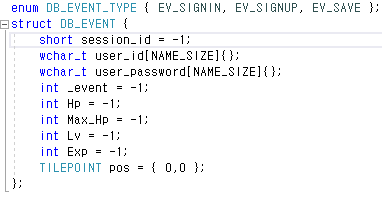 enum DB_EVENT_TYPE { EV_SIGNIN, EV_SIGNUP, EV_SAVE };
struct DB_EVENT {
    short session_id = -1;
    wchar_t user_id[NAME_SIZE]{};
    wchar_t user_password[NAME_SIZE]{};
    int _event = -1;
    int Hp = -1;
    int Max_Hp = -1;
    int Lv = -1;
    int Exp = -1;
    TILEPOINT pos = { 0,0 };
};